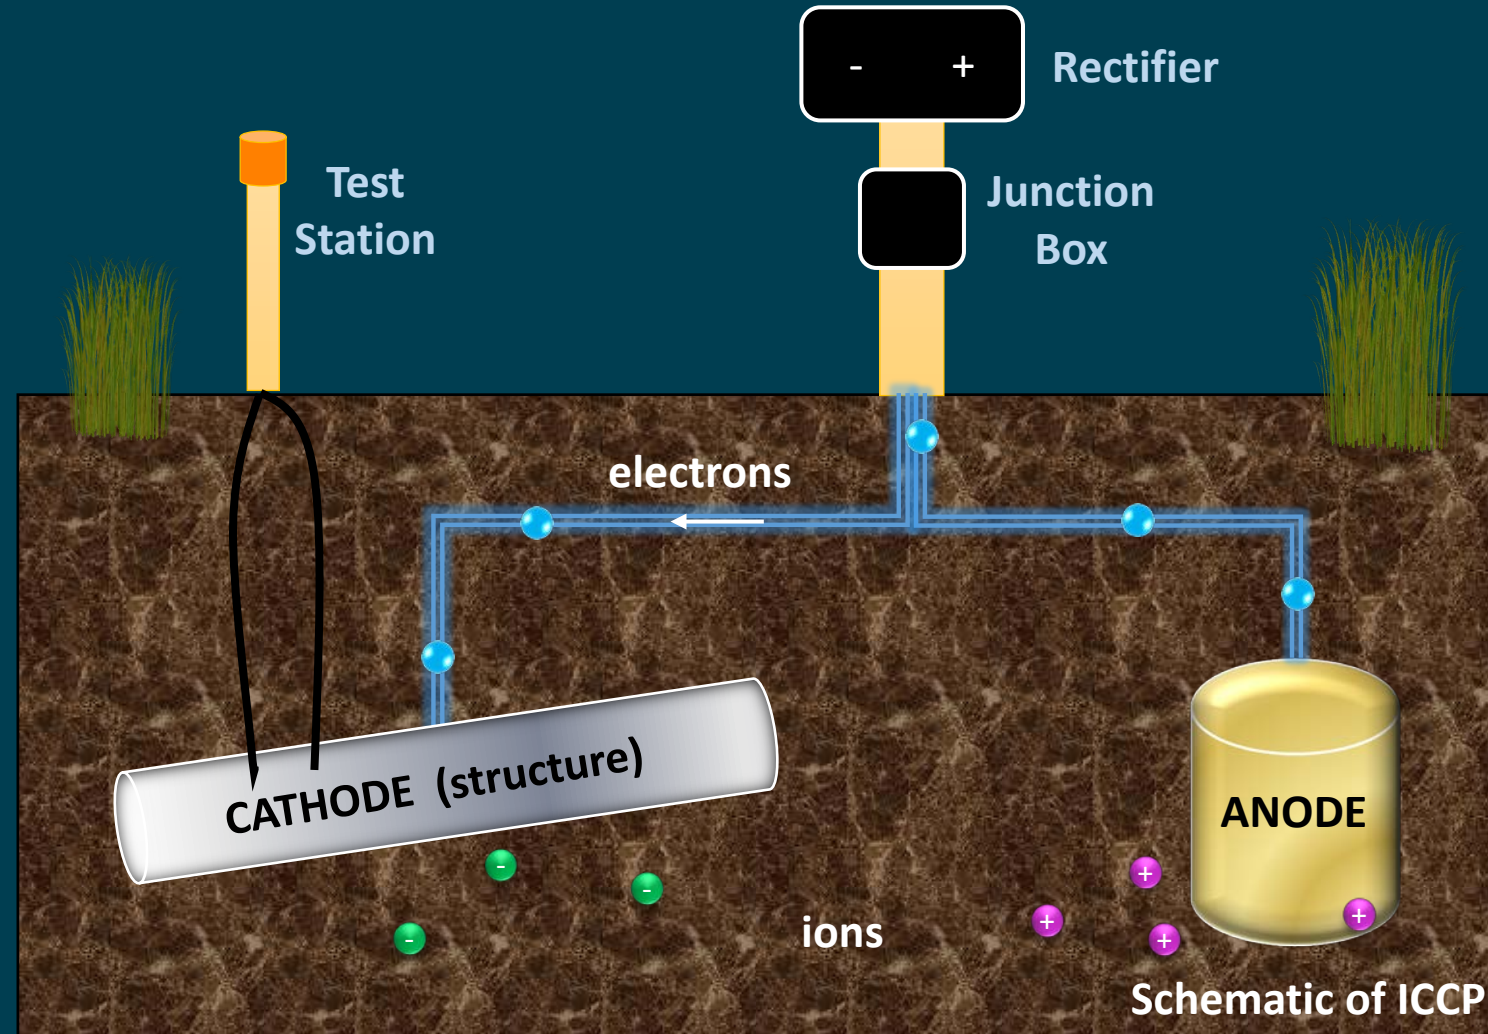 - +
Rectifier
Test
Station
Junction
Box
electrons
CATHODE (structure)
ANODE
-
-
-
ions
+
+
+
+
Schematic of ICCP